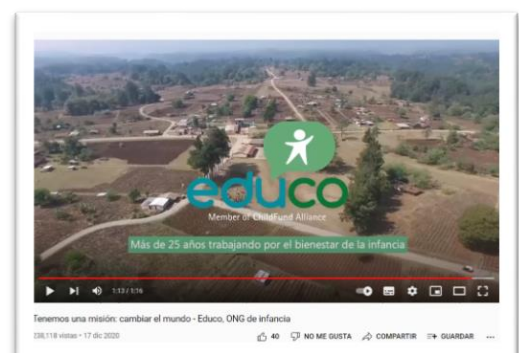 educo
Member of ChildFund Alliance
Más de 25 años trabajando por el bienestar de la infancia
1:13 / 1:16
Tenemos una misión: cambiar el mundo - Educo, ONG de infancia
238,118 vistas • 17 dic 2020
40 NO ME GUSTA COMPARTIR GUARDAR